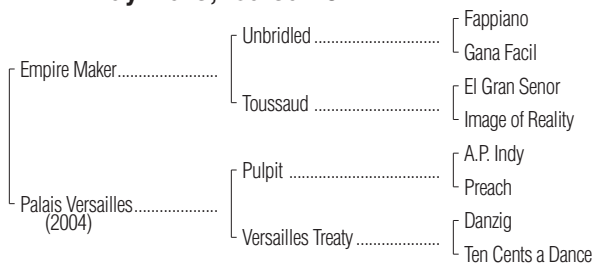 Fappiano
Unbridled
Gana Facil
Empire Maker
El Gran Senor
Toussaud
Image of Reality
A.P. Indy
Pulpit
Preach
Palais Versailles
(2004)
Danzig
Versailles Treaty
Ten Cents a Dance